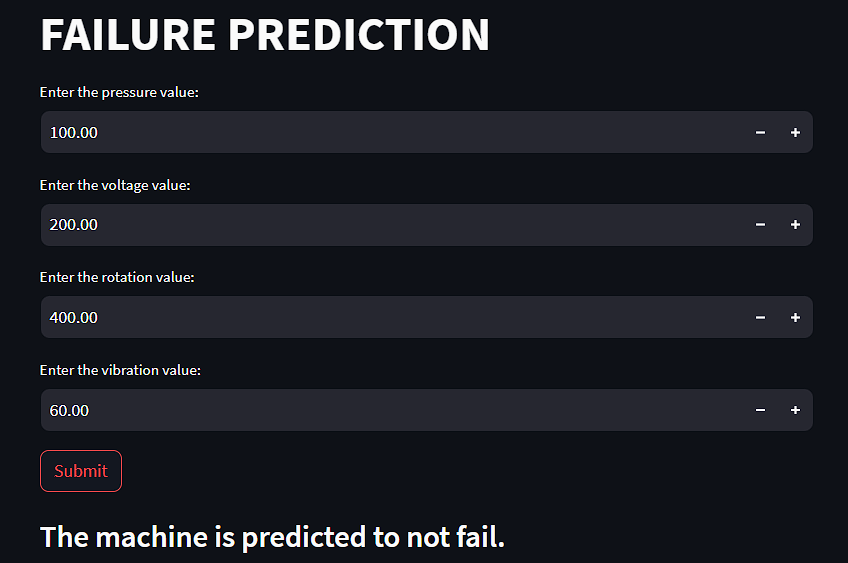 FAILURE PREDICTION
Enter the pressure value:
100.00
Enter the voltage value:
200.00
Enter the rotation value:
400.00
Enter the vibration value:
60.00
Submit
The machine is predicted to not fail.